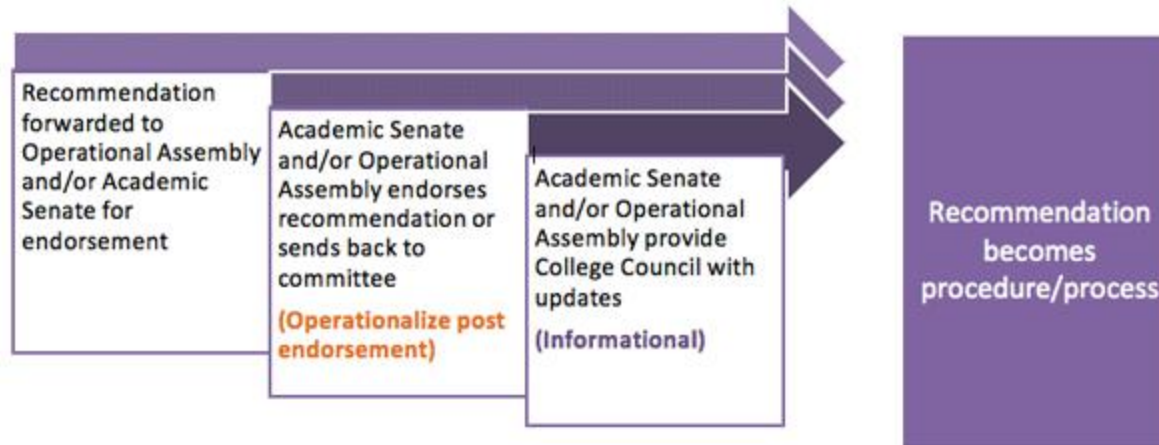 Recommendation
forwarded to
Operational Assembly
and/or Academic
Senate for
endorsement
Academic Senate
and/or Operational
Assembly endorses
recommendation or
sends back to
committee
(Operationalize post
endorsement)
Academic Senate
and/or Operational
Assembly provide
College Council with
updates
(Informational)
Recommendation
becomes
procedure/process